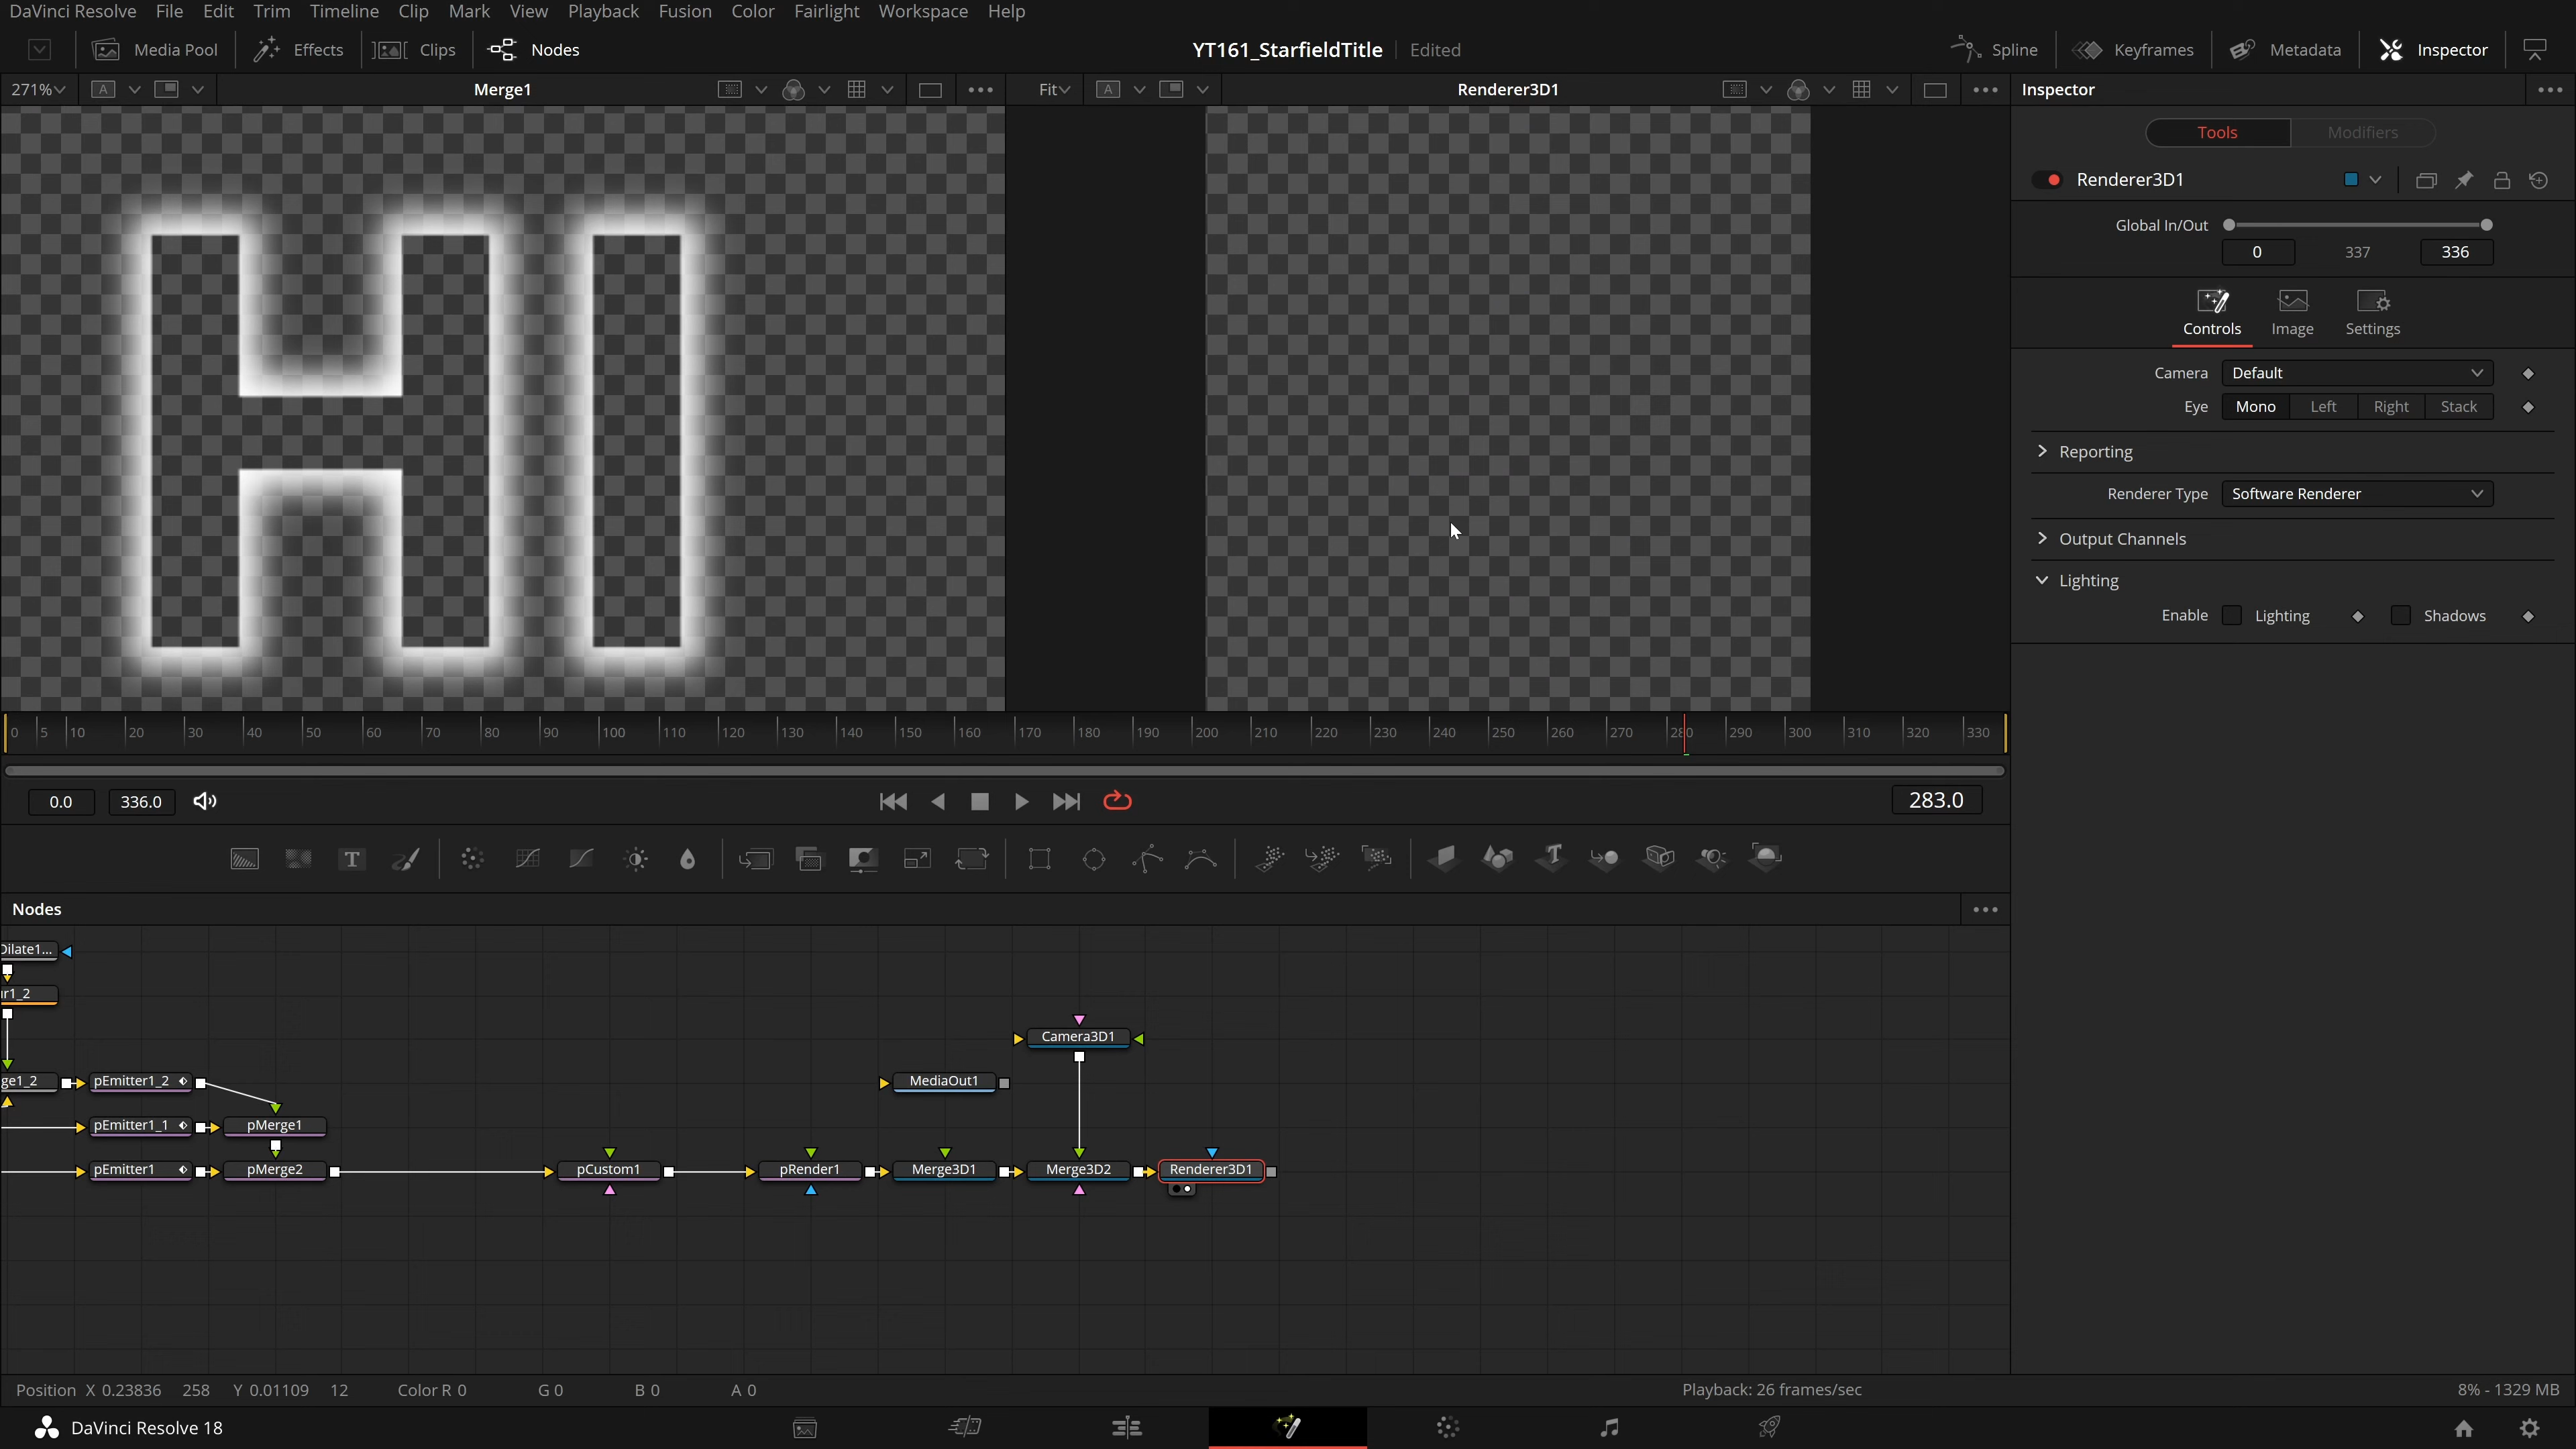 DaVinci Resolve File Edit Trim Timeline Clip Mark View Playback Fusion Color Fairlight Workspace Help
Media Pool Effects Clips Nodes YT161_StarfieldTitle Edited Spline Keyframes Metadata Inspector
271% A Merge1 Fit A Renderer3D1 Inspector
Tools Modifiers
Renderer3D1
Global In/Out
0 337 336
Controls Image Settings
Camera Default
Eye Mono Left Right Stack
Reporting
Renderer Type Software Renderer
Output Channels
Lighting
Enable Lighting Shadows
HI
0 5 10 20 30 40 50 60 70 80 90 100 110 120 130 140 150 160 170 180 190 200 210 220 230 240 250 260 270 280 290 300 310 320 330
0.0 336.0 283.0
T T
Nodes
Dilate1...
ur1_2
Camera3D1
ge1_2 pEmitter1_2 MediaOut1
pEmitter1_1 pMerge1
pEmitter1 pMerge2 pCustom1 pRender1 Merge3D1 Merge3D2 Renderer3D1
Position X 0.23836 258 Y 0.01109 12 Color R 0 G 0 B 0 A 0 Playback: 26 frames/sec 8% - 1329 MB
DaVinci Resolve 18